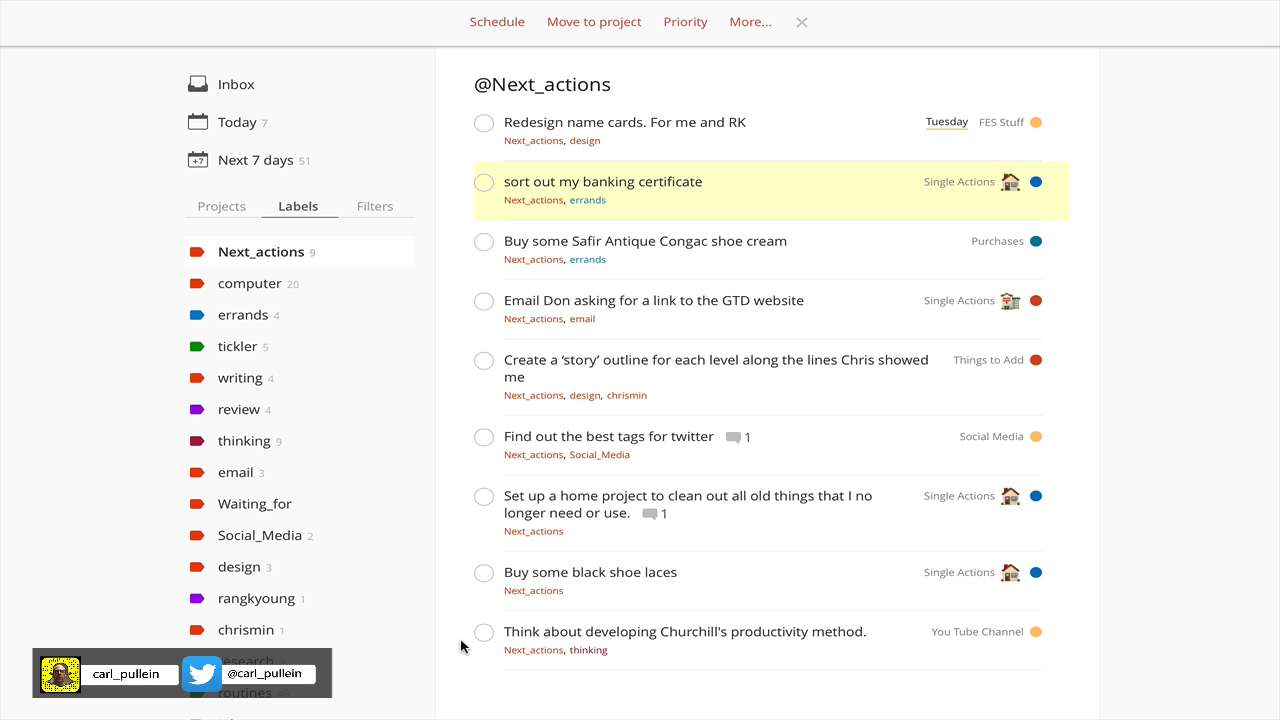 Schedule Move to project Priority More...
Inbox
Today 7
Next 7 days 51
+7
Projects Labels Filters
Next_actions 9
computer 20
errands 4
tickler 5
writing 4
review 4
thinking 9
email 3
Waiting_for
Social_Media 2
design 3
rangkyoung 1
chrismin 1
research
routines
carl_pullein
@carl_pullein
@Next_actions
Redesign name cards. For me and RK Tuesday FES Stuff
Next_actions, design
sort out my banking certificate Single Actions
Next_actions, errands
Buy some Safir Antique Congac shoe cream Purchases
Next_actions, errands
Email Don asking for a link to the GTD website Single Actions
Next_actions, email
Create a ‘story’ outline for each level along the lines Chris showed Things to Add
me
Next_actions, design, chrismin
Find out the best tags for twitter 1 Social Media
Next_actions, Social_Media
Set up a home project to clean out all old things that I no Single Actions
longer need or use. 1
Next_actions
Buy some black shoe laces Single Actions
Next_actions
Think about developing Churchill's productivity method. You Tube Channel
Next_actions, thinking